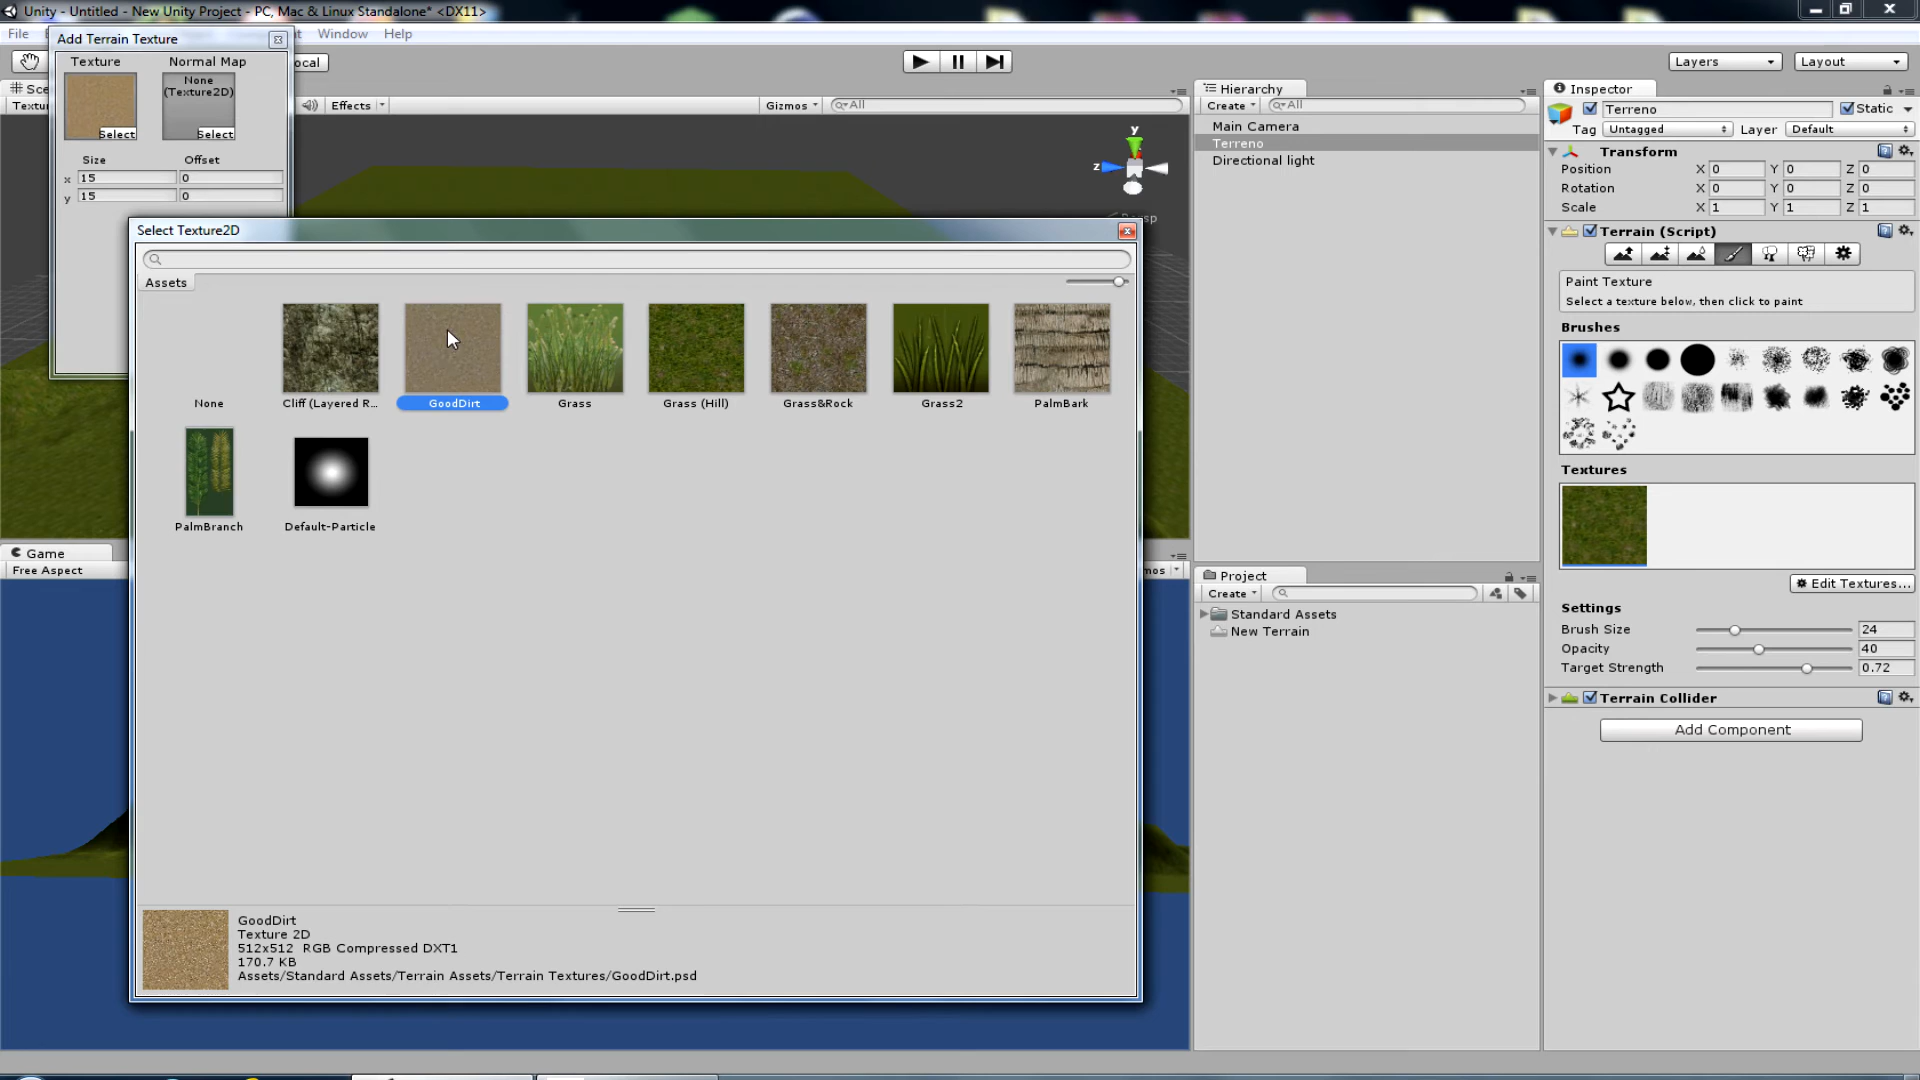 Unity - Untitled - New Unity Project - PC, Mac & Linux Standalone* <DX11>
File
Window
Help
Add Terrain Texture
Texture
Normal Map
None
(Texture2D)
Select
Select
Size
Offset
x 15
0
y 15
0
ocal
Effects
Gizmos
All
y
z
Select Texture2D
Assets
None
Cliff (Layered R...
GoodDirt
Grass
Grass (Hill)
Grass&Rock
Grass2
PalmBark
PalmBranch
Default-Particle
GoodDirt
Texture 2D
512x512 RGB Compressed DXT1
170.7 KB
Assets/Standard Assets/Terrain Assets/Terrain Textures/GoodDirt.psd
Game
Free Aspect
mos
Hierarchy
Create
All
Main Camera
Terreno
Directional light
Project
Create
Standard Assets
New Terrain
Layers
Layout
Inspector
Terreno
Static
Tag
Untagged
Layer
Default
Transform
Position X 0 Y 0 Z 0
Rotation X 0 Y 0 Z 0
Scale X 1 Y 1 Z 1
Terrain (Script)
Paint Texture
Select a texture below, then click to paint
Brushes
Textures
Edit Textures...
Settings
Brush Size 24
Opacity 40
Target Strength 0.72
Terrain Collider
Add Component